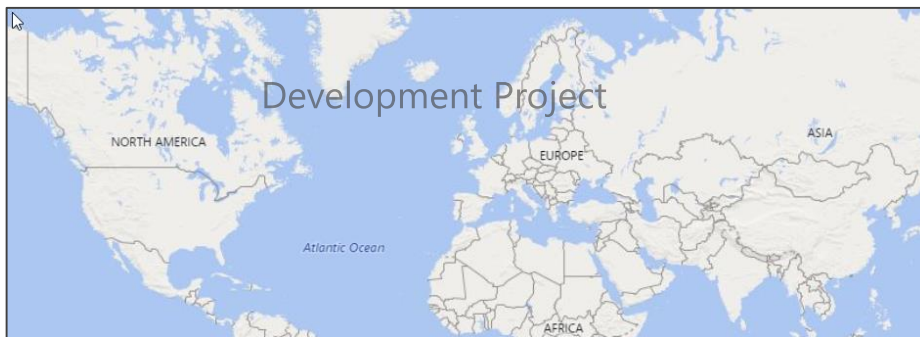 Development Project
NORTH AMERICA
ASIA
EUROPE
Atlantic Ocean
AFRICA